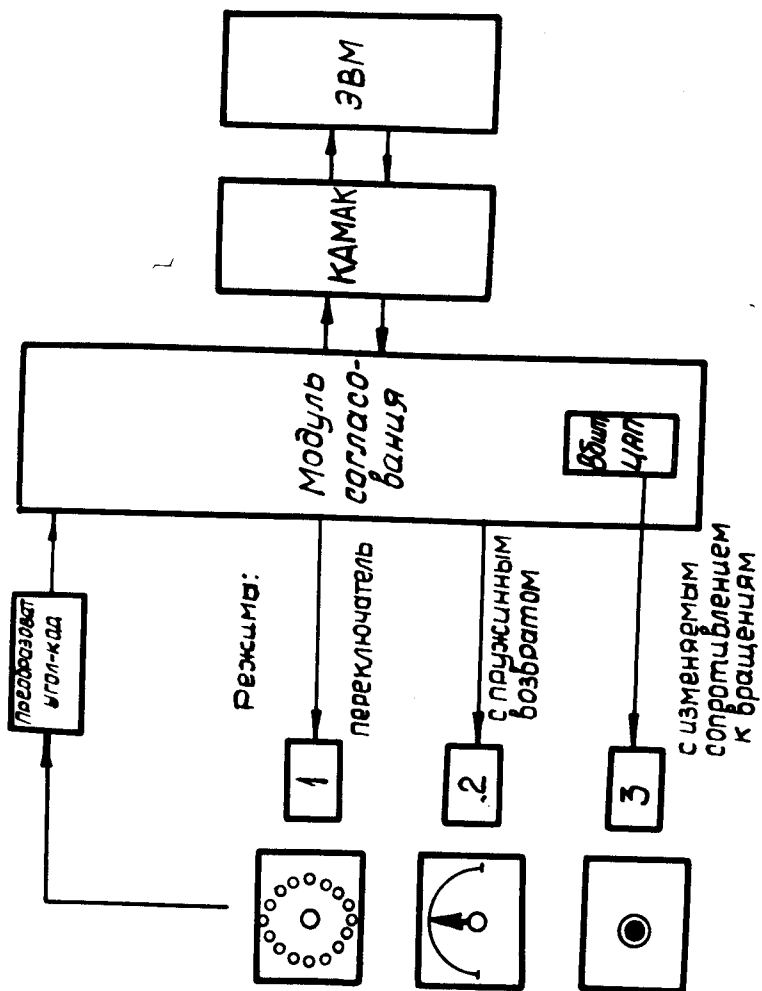 ЭВМ
КАМАК
Модуль
согласо-
вания
8бит
ЦАП
Преобразоват
угол-код
Режимы:
переключатель
с пружинным
возвратом
с изменяемым
сопротивлением
к вращениям
1
2
3